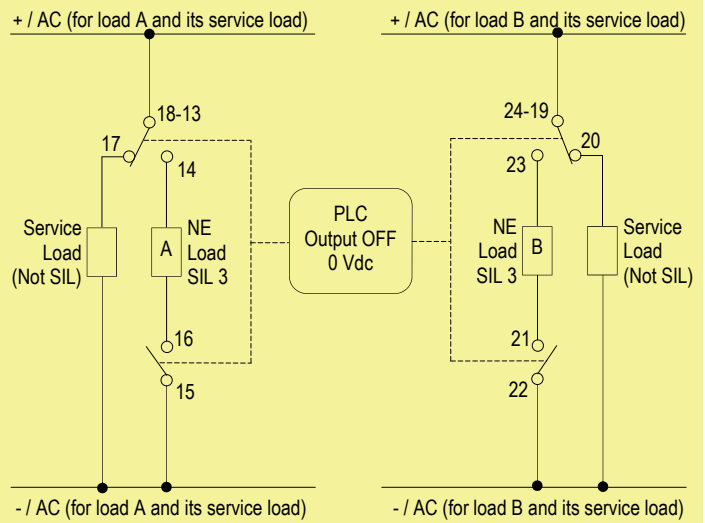 + / AC (for load A and its service load)
+ / AC (for load B and its service load)
18-13
24-19
17
14
23
20
Service
Load
(Not SIL)
A
NE
Load
SIL 3
PLC
Output OFF
0 Vdc
NE
Load
SIL 3
B
Service
Load
(Not SIL)
16
15
21
22
- / AC (for load A and its service load)
- / AC (for load B and its service load)